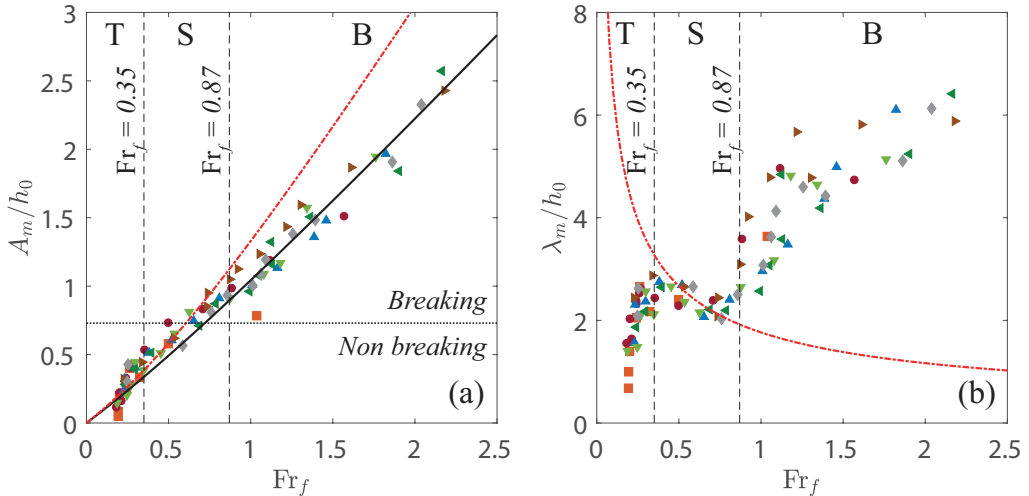 T S B
Fr_f = 0.35
Fr_f = 0.87
Breaking
Non breaking
(a)
A_m/h_0
3
2.5
2
1.5
1
0.5
0
0 0.5 1 1.5 2 2.5
Fr_f
T S B
Fr_f = 0.35
Fr_f = 0.87
(b)
λ_m/h_0
8
6
4
2
0
0 0.5 1 1.5 2 2.5
Fr_f